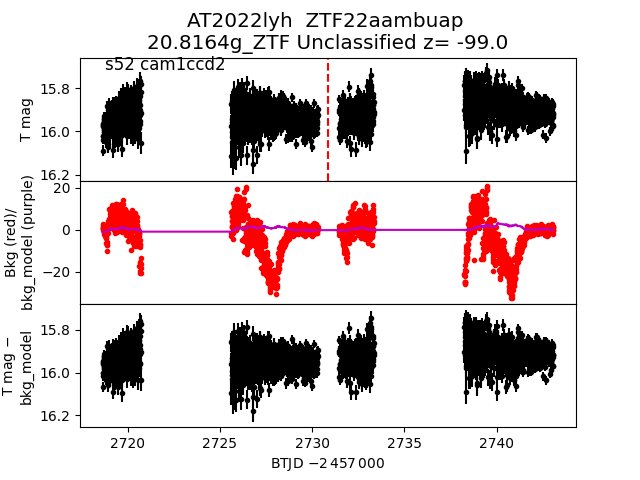 AT2022lyh  ZTF22aambuap
20.8164g_ZTF Unclassified z= -99.0
s52 cam1ccd2
15.8
16.0
16.2
T mag
20
0
−20
Bkg (red)/
bkg_model (purple)
15.8
16.0
16.2
T mag −
bkg_model
2720 2725 2730 2735 2740
BTJD −2 457 000